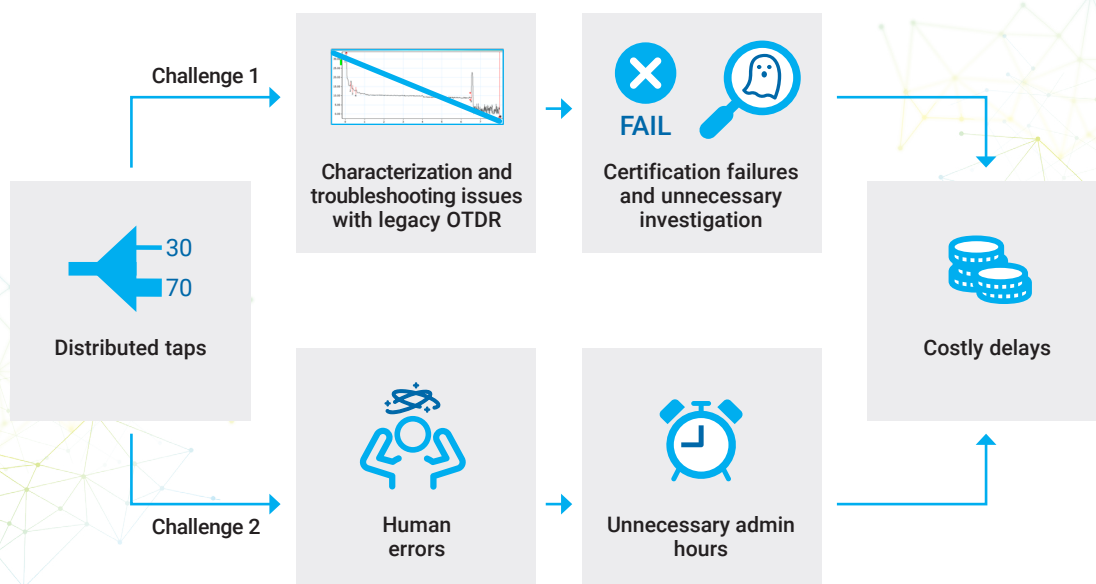 Challenge 1
Characterization and
troubleshooting issues
with legacy OTDR
FAIL
Certification failures
and unnecessary
investigation
30
70
Distributed taps
Costly delays
Challenge 2
Human
errors
Unnecessary admin
hours